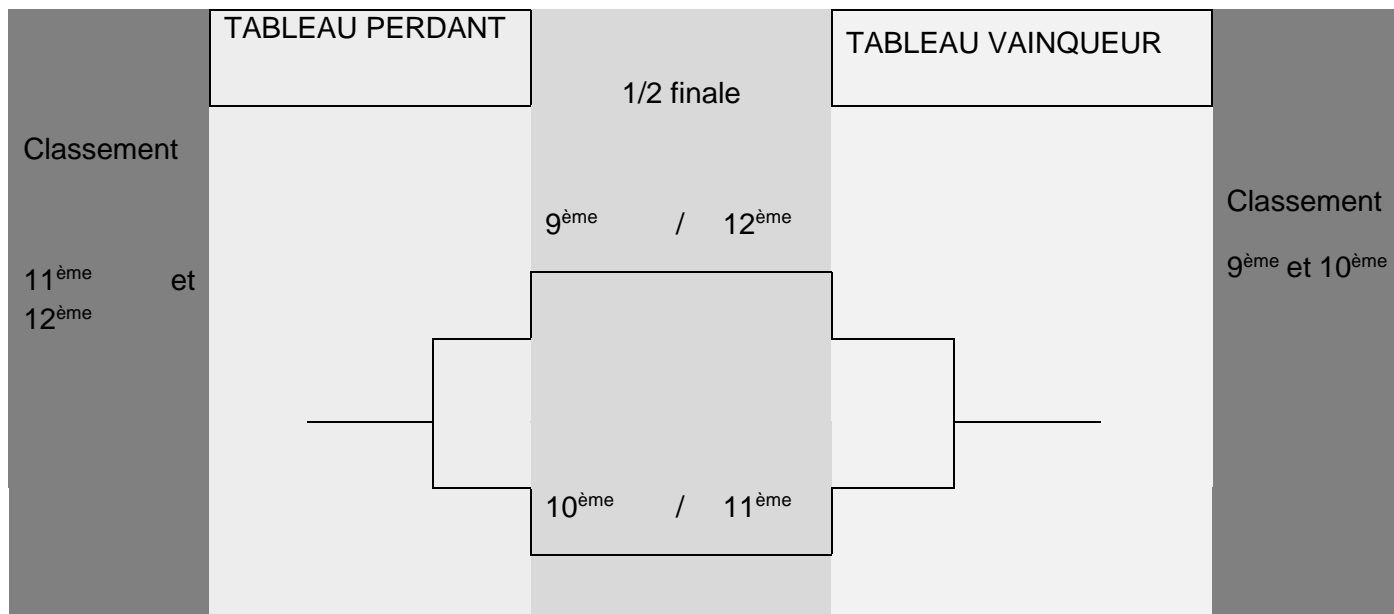 TABLEAU PERDANT
TABLEAU VAINQUEUR
1/2 finale
Classement
11ème et
12ème
9ème / 12ème
Classement
9ème et 10ème
10ème / 11ème